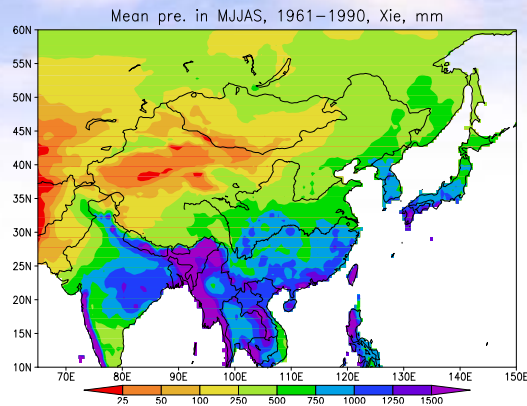 Mean pre. in MJJAS, 1961–1990, Xie, mm
60N
55N
50N
45N
40N
35N
30N
25N
20N
15N
10N
70E 80E 90E 100E 110E 120E 130E 140E 150E
25 50 100 250 500 750 1000 1250 1500